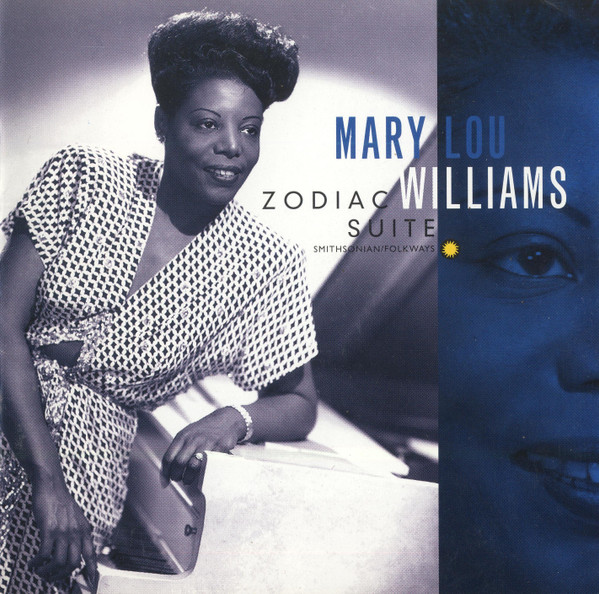 MARY LOU
WILLIAMS
ZODIAC
SUITE
SMITHSONIAN/FOLKWAYS